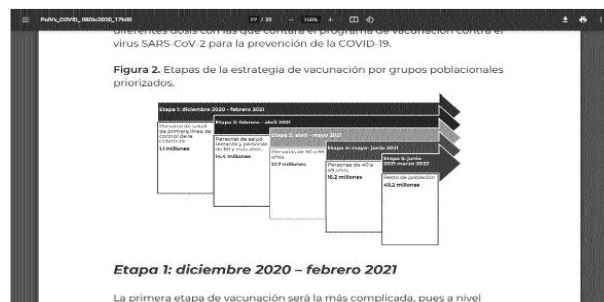 PolVx_COVID_08Dic2020_17h00
diferentes dosis con las que contará el programa de vacunación contra el
virus SARS-CoV-2 para la prevención de la COVID-19.
Figura 2. Etapas de la estrategia de vacunación por grupos poblacionales
priorizados.
Etapa 1: diciembre 2020 - febrero 2021
Personal de salud
de primera línea de
control de la
COVID-19
1.1 millones
Etapa 2: febrero - abril 2021
Personal de salud
restante y personas
de 60 y más años
14.4 millones
Etapa 3: abril - mayo 2021
Personas de 50 a 59
años
Etapa 4: mayo-junio 2021
Personas de 40 a
49 años
16.2 millones
Etapa 5: junio
2021-marzo 2022
Resto de población
49.2 millones
Etapa 1: diciembre 2020 – febrero 2021
La primera etapa de vacunación será la más complicada, pues a nivel